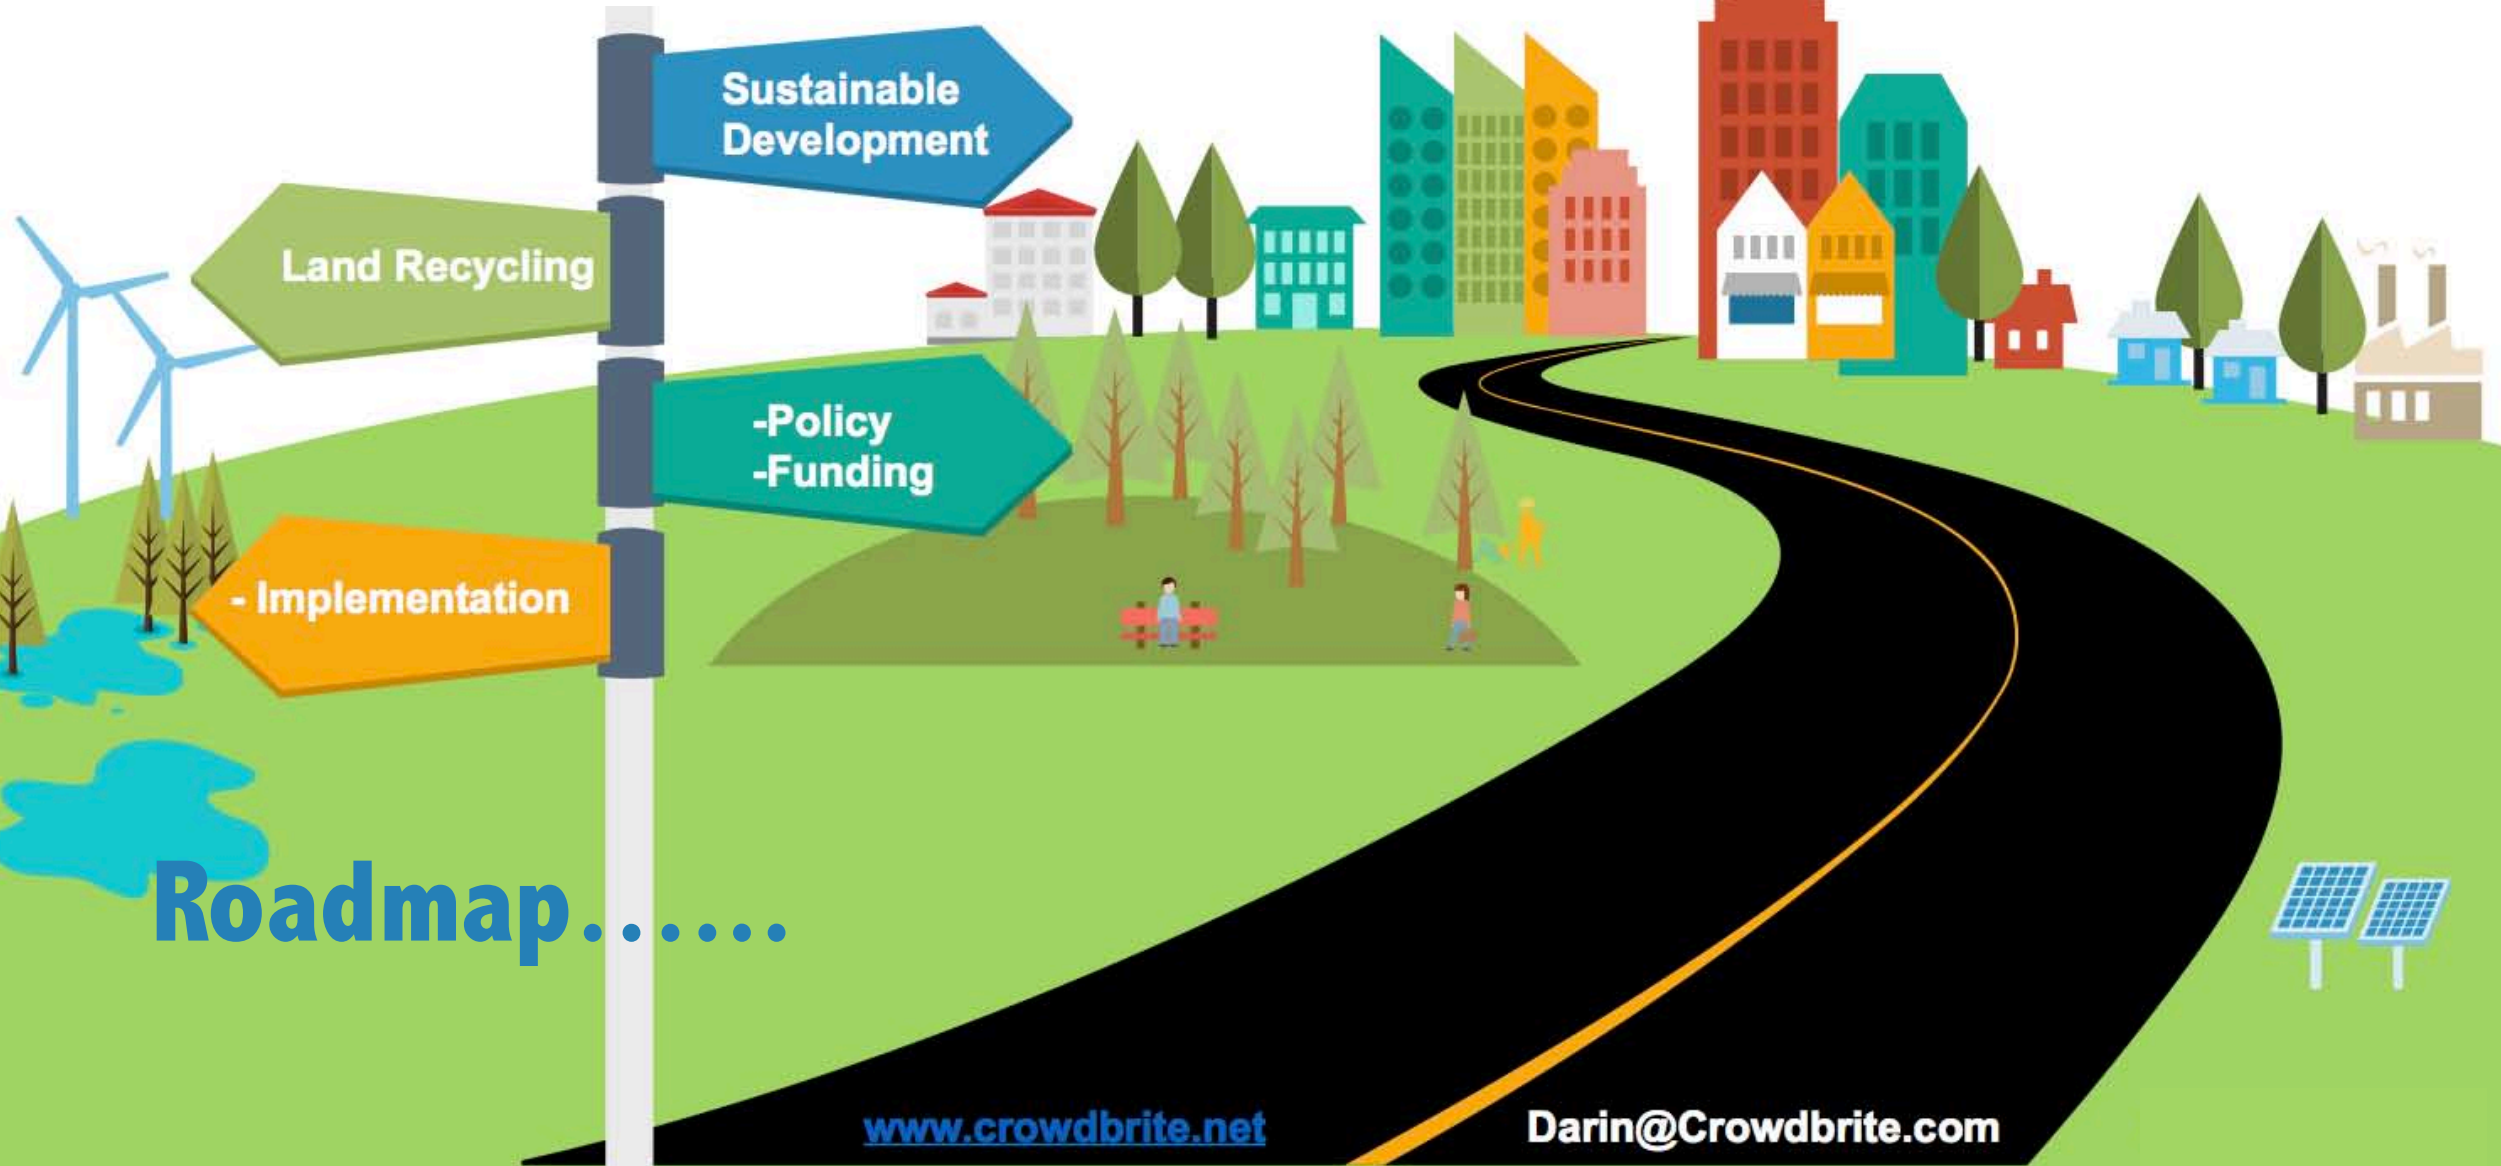 Sustainable
Development
Land Recycling
-Policy
-Funding
- Implementation
Roadmap......
www.crowdbrite.net
Darin@Crowdbrite.com